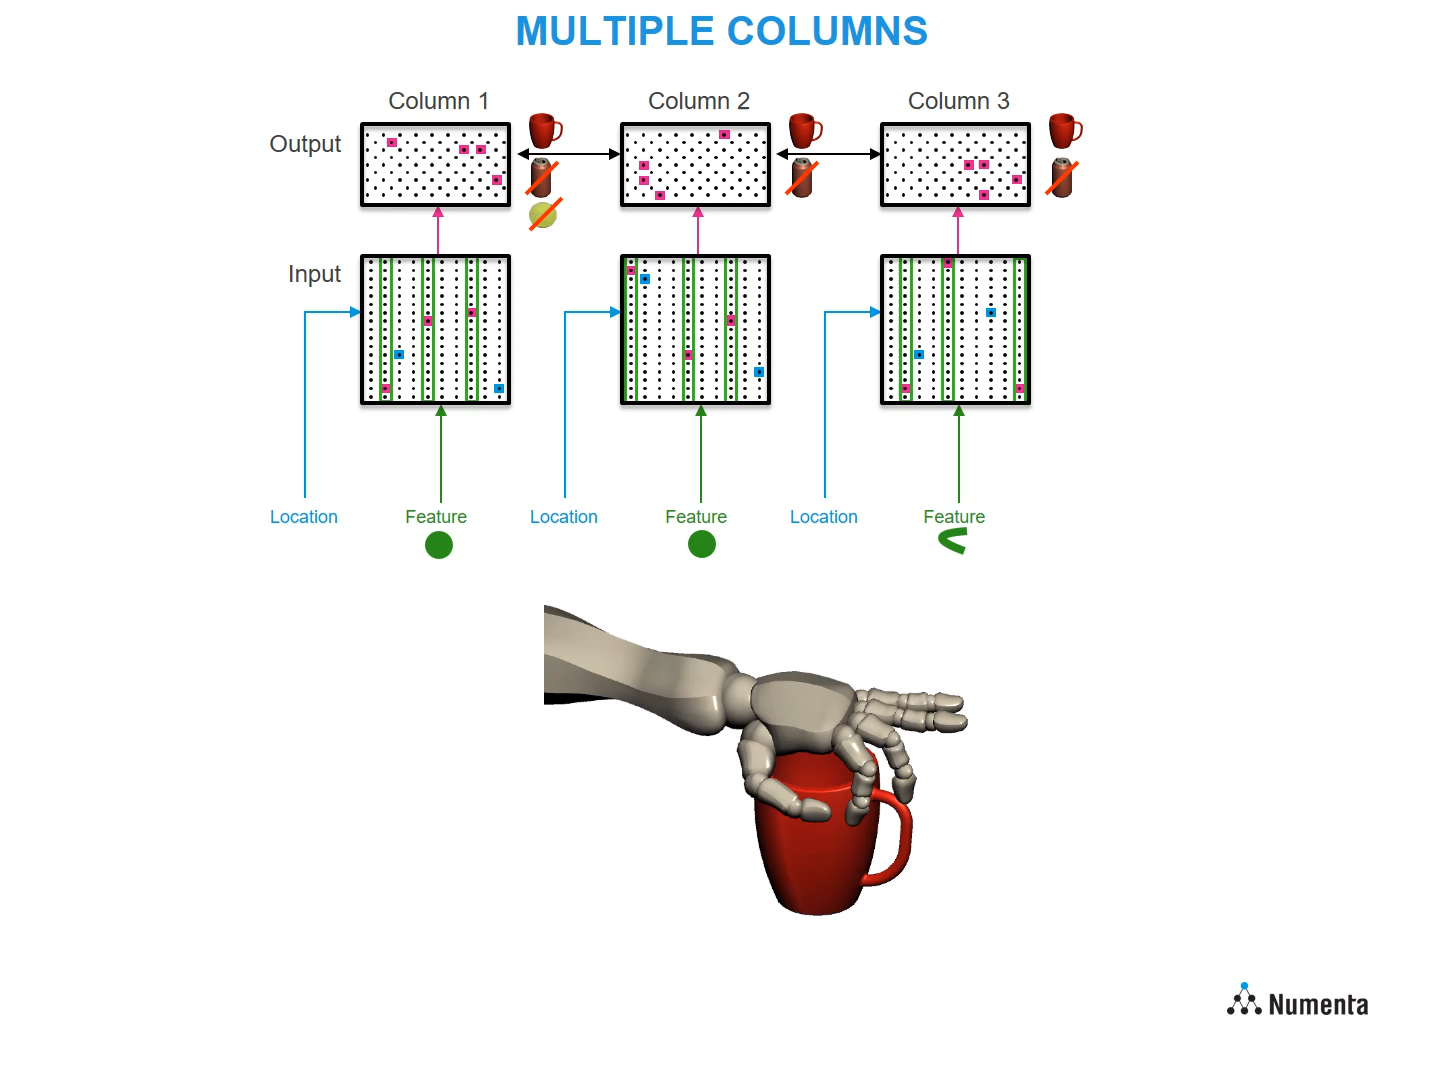 MULTIPLE COLUMNS
Column 1
Column 2
Column 3
Output
Input
Location
Feature
Location
Feature
Location
Feature
Numenta